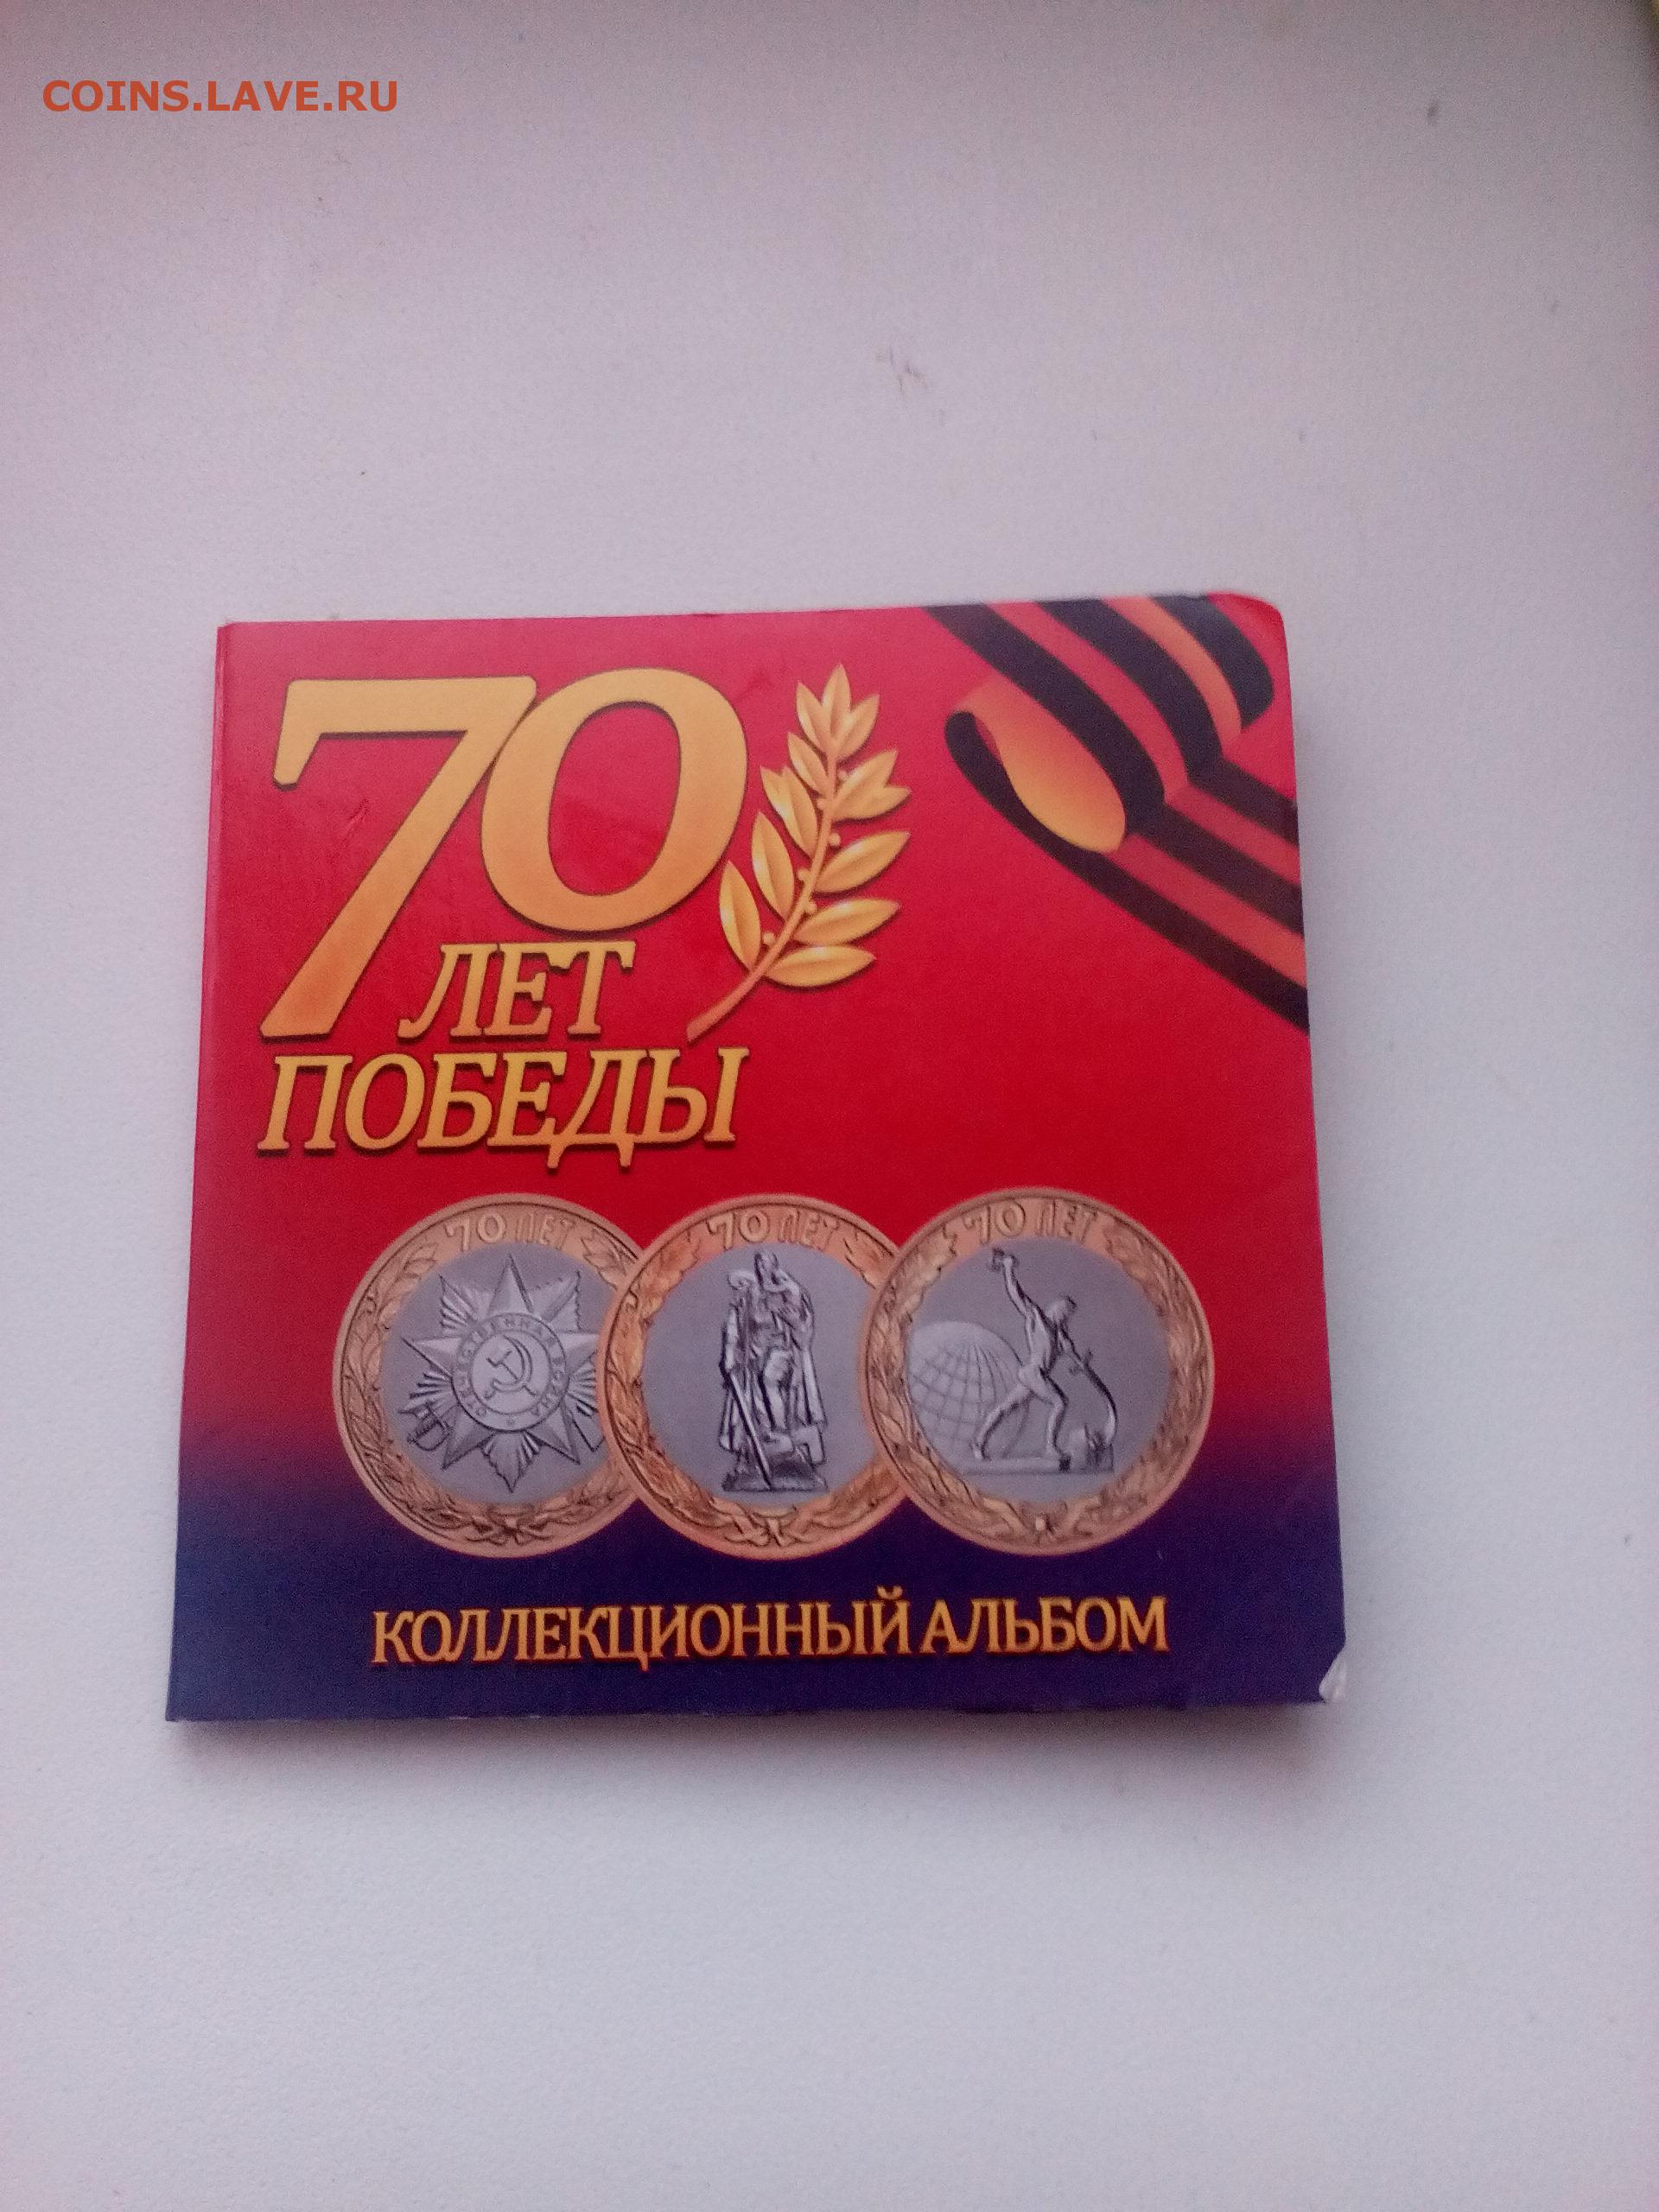 COINS.LAVE.RU
70
ЛЕТ
ПОБЕДЫ
70 ЛЕТ
70 ЛЕТ
70 ЛЕТ
КОЛЛЕКЦИОННЫЙ АЛЬБОМ